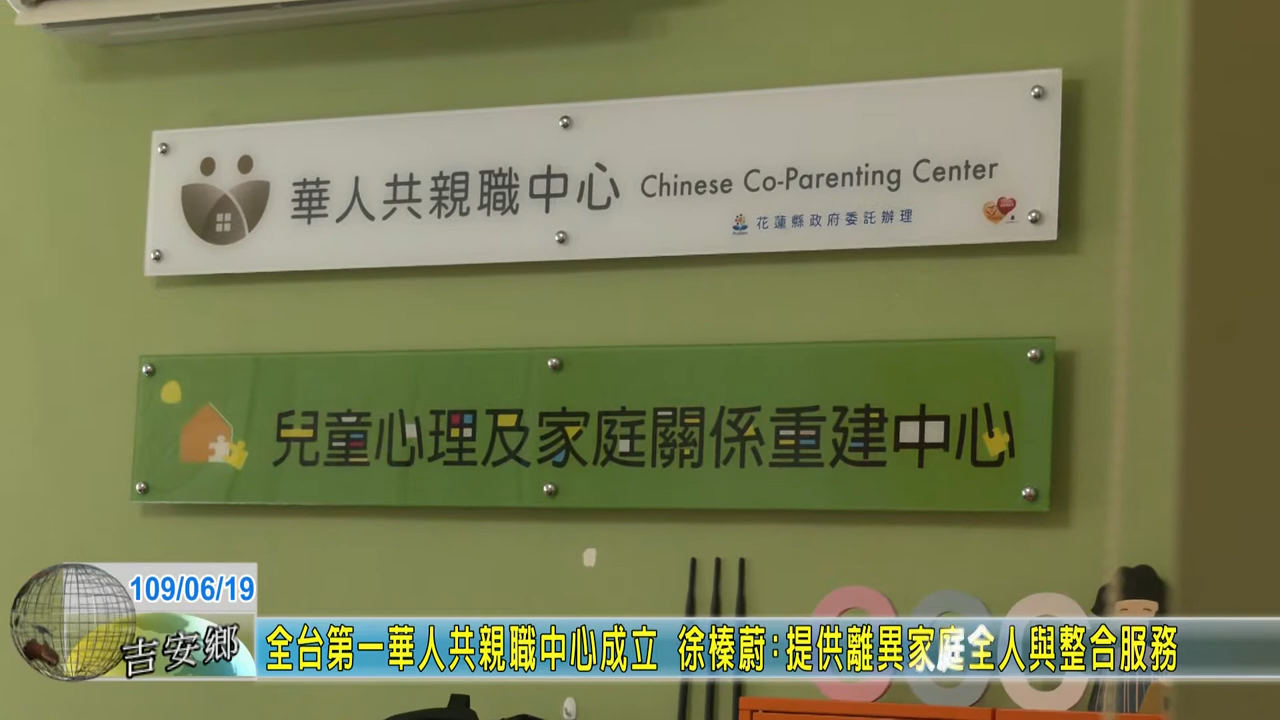 華人共親職中心 Chinese Co-Parenting Center
花蓮縣政府委託辦理
兒童心理及家庭關係重建中心
109/06/19
吉安鄉
全台第一華人共親職中心成立 徐榛蔚:提供離異家庭全人與整合服務